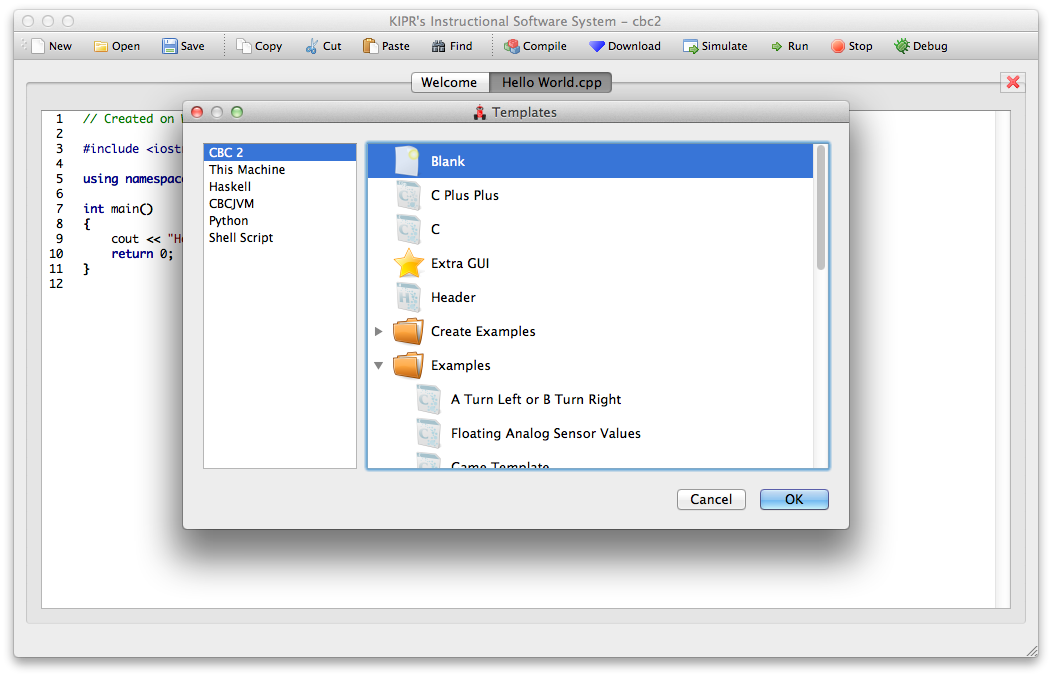 KIPR's Instructional Software System – cbc2
New Open Save Copy Cut Paste Find Compile Download Simulate Run Stop Debug
Welcome Hello World.cpp
Templates
1 // Created on
2
3 #include <iost
4
5 using namespace
6
7 int main()
8 {
9 cout << "H
10 return 0;
11 }
12
CBC 2
This Machine
Haskell
CBCJVM
Python
Shell Script
Blank
C Plus Plus
C
Extra GUI
Header
Create Examples
Examples
A Turn Left or B Turn Right
Floating Analog Sensor Values
Game Template
Cancel OK